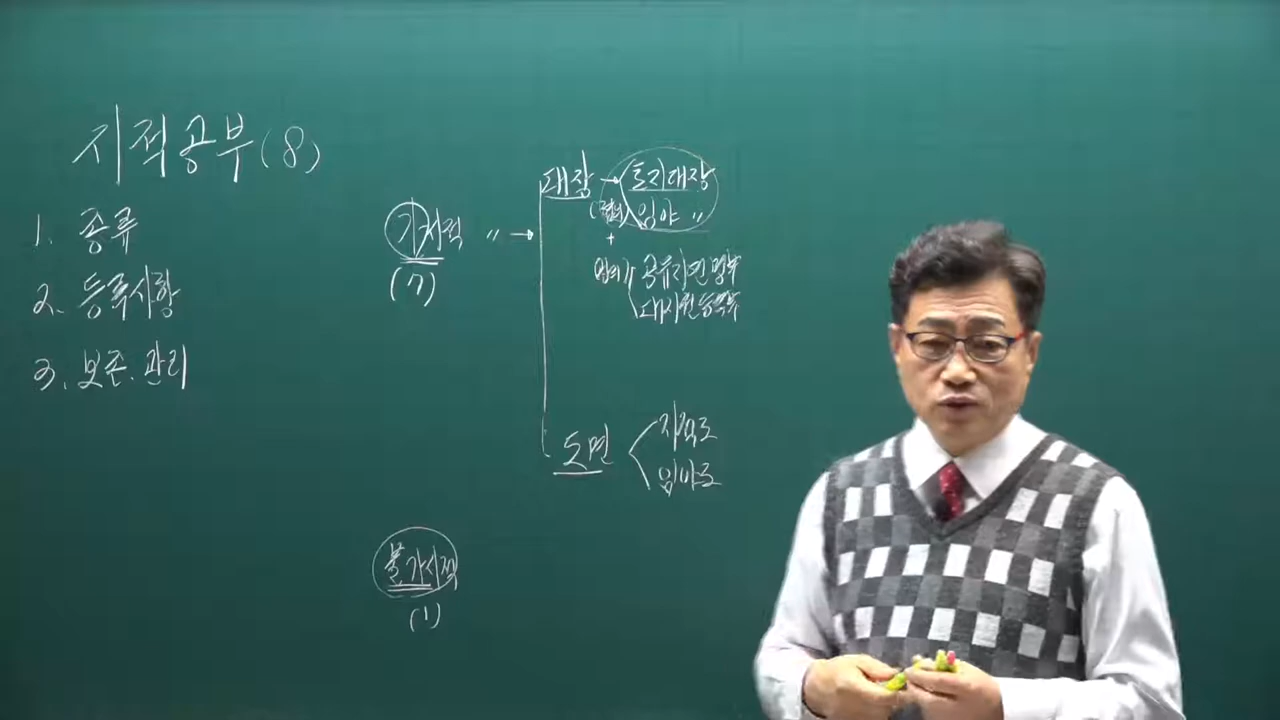 지적공부(8)
1. 종류
2. 등록사항
3. 보존.관리
가시적 〃 →
(7)
대장 → 토지대장
임야 〃
+
공유지연명부
대지권등록부
도면
지적도
임야도
불가시적
(1)